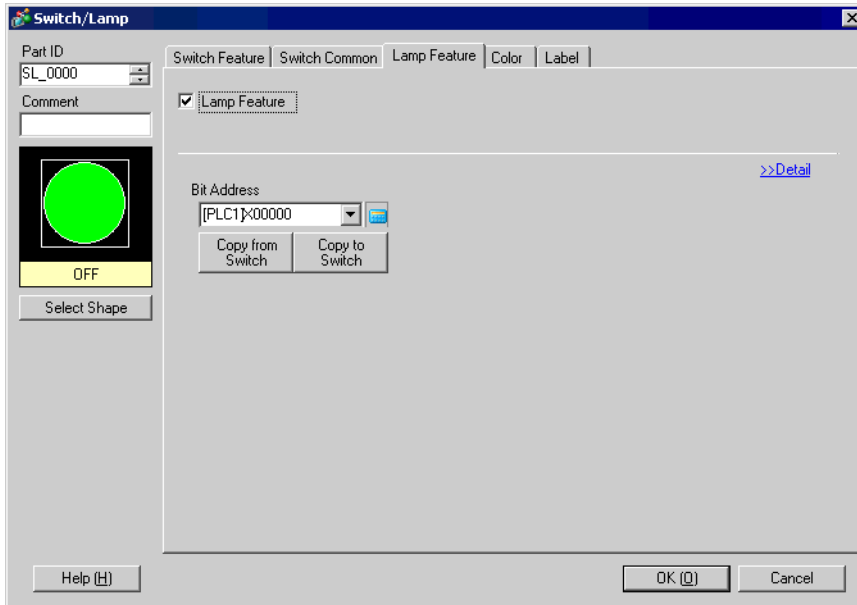 Switch/Lamp
Part ID
SL_0000
Comment
OFF
Select Shape
Switch Feature
Switch Common
Lamp Feature
Color
Label
Lamp Feature
>>Detail
Bit Address
[PLC1]X00000
Copy from
Switch
Copy to
Switch
Help (H)
OK (O)
Cancel